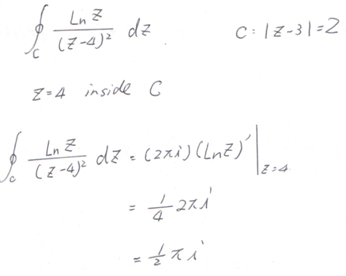 ∮_C Ln z / (z-4)² dz    C: |z-3|=2
z=4 inside C
∮_C Ln z / (z-4)² dz = (2πi)(Ln z)' |_{z=4}
= 1/4 2πi
= 1/2 πi